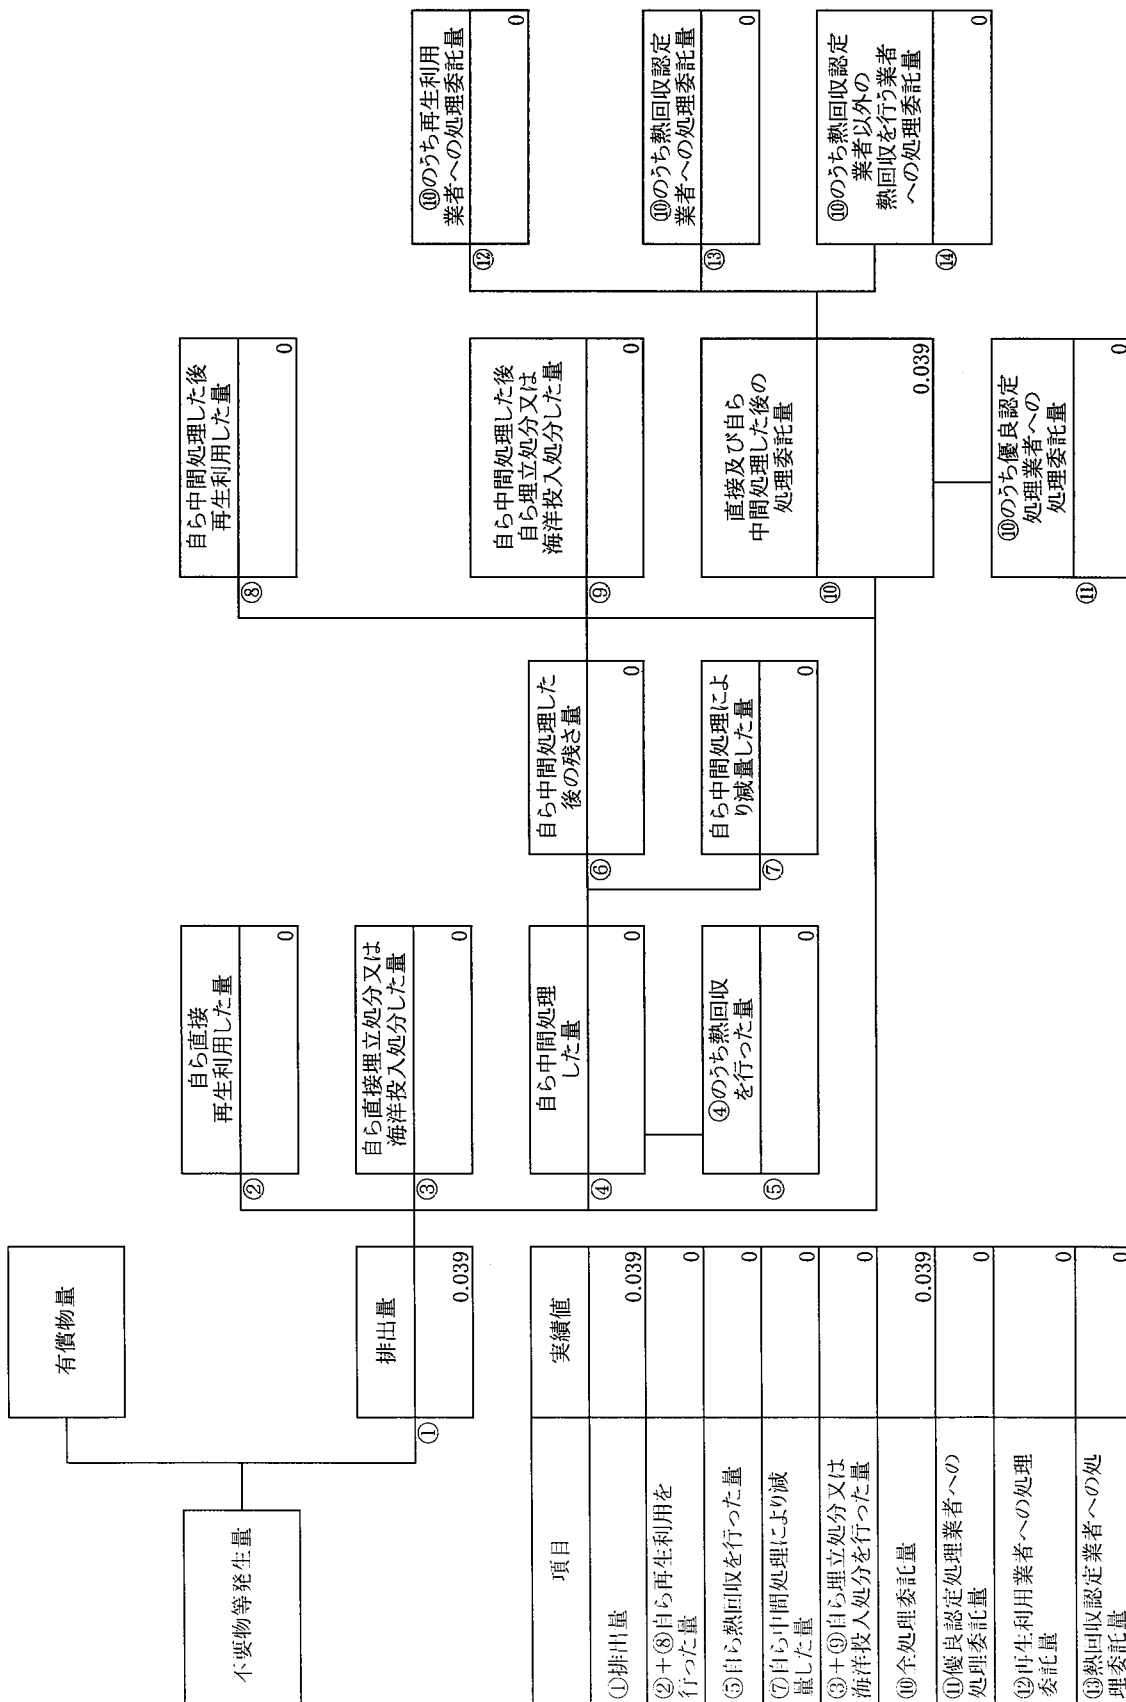 不要物等発生量
有償物量
①
排出量
0.039
②
自ら直接
再生利用した量
0
③
自ら直接埋立処分又は
海洋投入処分した量
0
④
自ら中間処理
した量
0
⑤
④のうち熱回収
を行った量
0
⑥
自ら中間処理した
後の残さ量
0
⑦
自ら中間処理によ
り減量した量
0
⑧
自ら中間処理した後
再生利用した量
0
⑨
自ら中間処理した後
自ら埋立処分又は
海洋投入処分した量
0
⑩
直接及び自ら
中間処理した後の
処理委託量
0.039
⑪
⑩のうち優良認定
処理業者への
処理委託量
0
⑫
⑩のうち再生利用
業者への処理委託量
0
⑬
⑩のうち熱回収認定
業者への処理委託量
0
⑭
⑩のうち熱回収認定
業者以外の
熱回収を行う業者
への処理委託量
0
項目 実績値
①排出量 0.039
②+⑧自ら再生利用を
行った量 0
⑤自ら熱回収を行った量 0
⑦自ら中間処理により減
量した量 0
③+⑨自ら埋立処分又は
海洋投入処分を行った量 0
⑩全処理委託量 0.039
⑪優良認定処理業者への
処理委託量 0
⑫再生利用業者への処理
委託量 0
⑬熱回収認定業者への処
理委託量 0